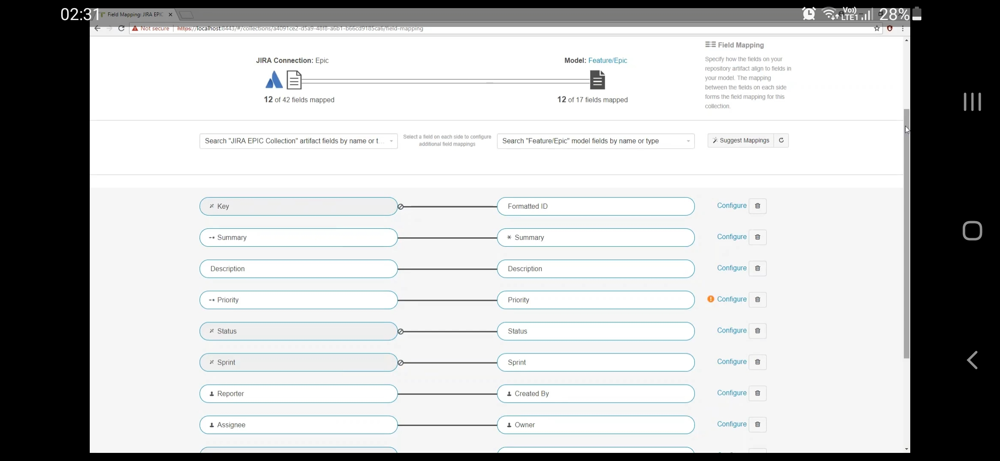 02:31
Field Mapping: JIRA EPIC
Vo))
LTE1
28%
Not secure
https://localhost:8443/#/collections/a4091ce2-d5a9-48f8-a6b1-b66cd9185ca6/field-mapping
JIRA Connection: Epic
Model: Feature/Epic
12 of 42 fields mapped
12 of 17 fields mapped
Field Mapping
Specify how the fields on your
repository artifact align to fields in
your model. The mapping
between the fields on each side
forms the field mapping for this
collection.
Search "JIRA EPIC Collection" artifact fields by name or t...
Select a field on each side to configure
additional field mappings
Search "Feature/Epic" model fields by name or type
Suggest Mappings
Key
Formatted ID
Configure
Summary
* Summary
Configure
Description
Description
Configure
Priority
Priority
Configure
Status
Status
Configure
Sprint
Sprint
Configure
Reporter
Created By
Configure
Assignee
Owner
Configure